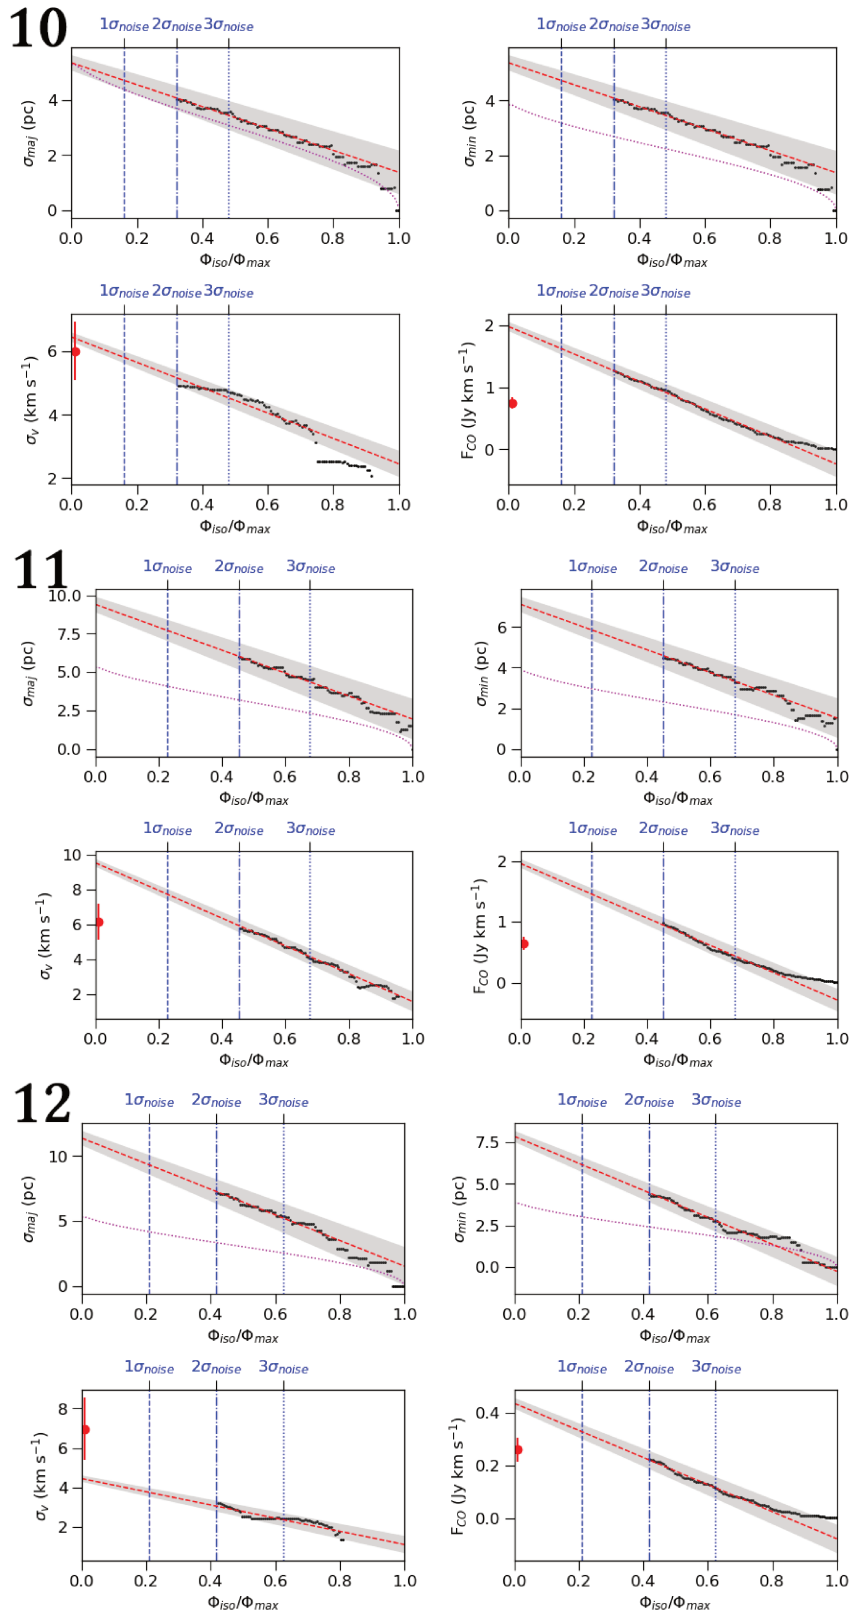 10
1σnoise 2σnoise 3σnoise
1σnoise 2σnoise 3σnoise
σmaj (pc)
4
2
0
0.0 0.2 0.4 0.6 0.8 1.0
Φiso/Φmax
σmin (pc)
4
2
0
0.0 0.2 0.4 0.6 0.8 1.0
Φiso/Φmax
1σnoise 2σnoise 3σnoise
1σnoise 2σnoise 3σnoise
σv (km s−1)
6
4
2
0.0 0.2 0.4 0.6 0.8 1.0
Φiso/Φmax
FCO (Jy km s−1)
2
1
0
0.0 0.2 0.4 0.6 0.8 1.0
Φiso/Φmax
11
1σnoise 2σnoise 3σnoise
1σnoise 2σnoise 3σnoise
σmaj (pc)
10.0
7.5
5.0
2.5
0.0
0.0 0.2 0.4 0.6 0.8 1.0
Φiso/Φmax
σmin (pc)
6
4
2
0
0.0 0.2 0.4 0.6 0.8 1.0
Φiso/Φmax
1σnoise 2σnoise 3σnoise
1σnoise 2σnoise 3σnoise
σv (km s−1)
10
8
6
4
2
0.0 0.2 0.4 0.6 0.8 1.0
Φiso/Φmax
FCO (Jy km s−1)
2
1
0
0.0 0.2 0.4 0.6 0.8 1.0
Φiso/Φmax
12
1σnoise 2σnoise 3σnoise
1σnoise 2σnoise 3σnoise
σmaj (pc)
10
5
0
0.0 0.2 0.4 0.6 0.8 1.0
Φiso/Φmax
σmin (pc)
7.5
5.0
2.5
0.0
0.0 0.2 0.4 0.6 0.8 1.0
Φiso/Φmax
1σnoise 2σnoise 3σnoise
1σnoise 2σnoise 3σnoise
σv (km s−1)
8
6
4
2
0.0 0.2 0.4 0.6 0.8 1.0
Φiso/Φmax
FCO (Jy km s−1)
0.4
0.2
0.0
0.0 0.2 0.4 0.6 0.8 1.0
Φiso/Φmax